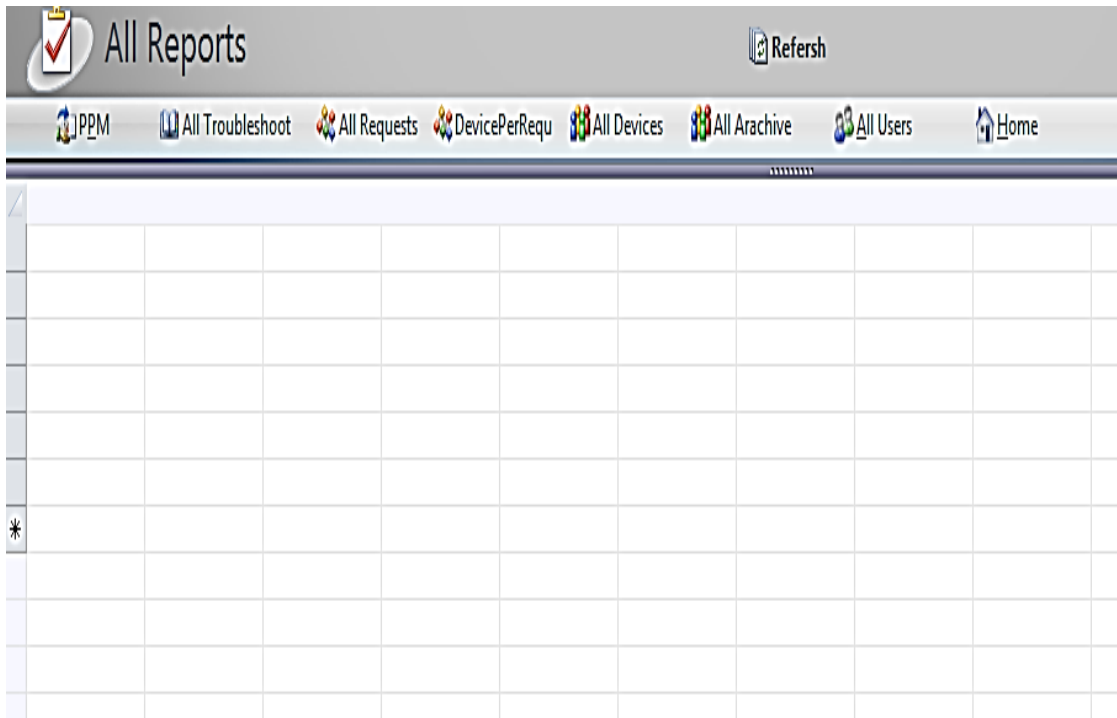 All Reports Refersh
PPM All Troubleshoot All Requests DevicePerRequ All Devices All Arachive All Users Home
*